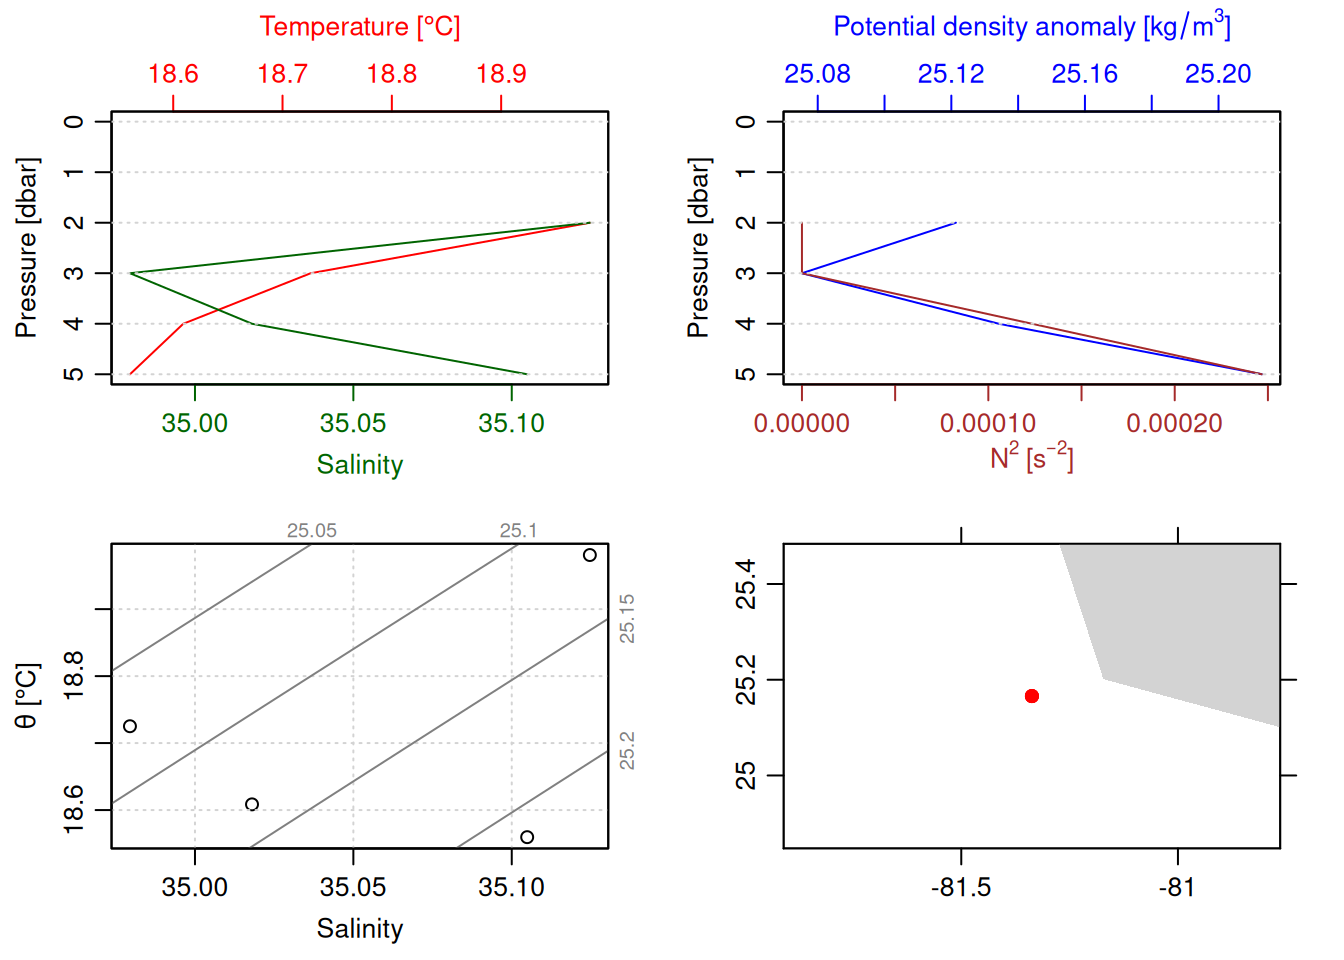 Temperature [°C]
18.6 18.7 18.8 18.9
0
1
2
3
4
5
Pressure [dbar]
35.00 35.05 35.10
Salinity
Potential density anomaly [kg/m³]
25.08 25.12 25.16 25.20
0
1
2
3
4
5
Pressure [dbar]
0.00000 0.00010 0.00020
N² [s⁻²]
25.05 25.1
25.15
25.2
18.8
18.6
θ [°C]
35.00 35.05 35.10
Salinity
25.4
25.2
25
-81.5 -81